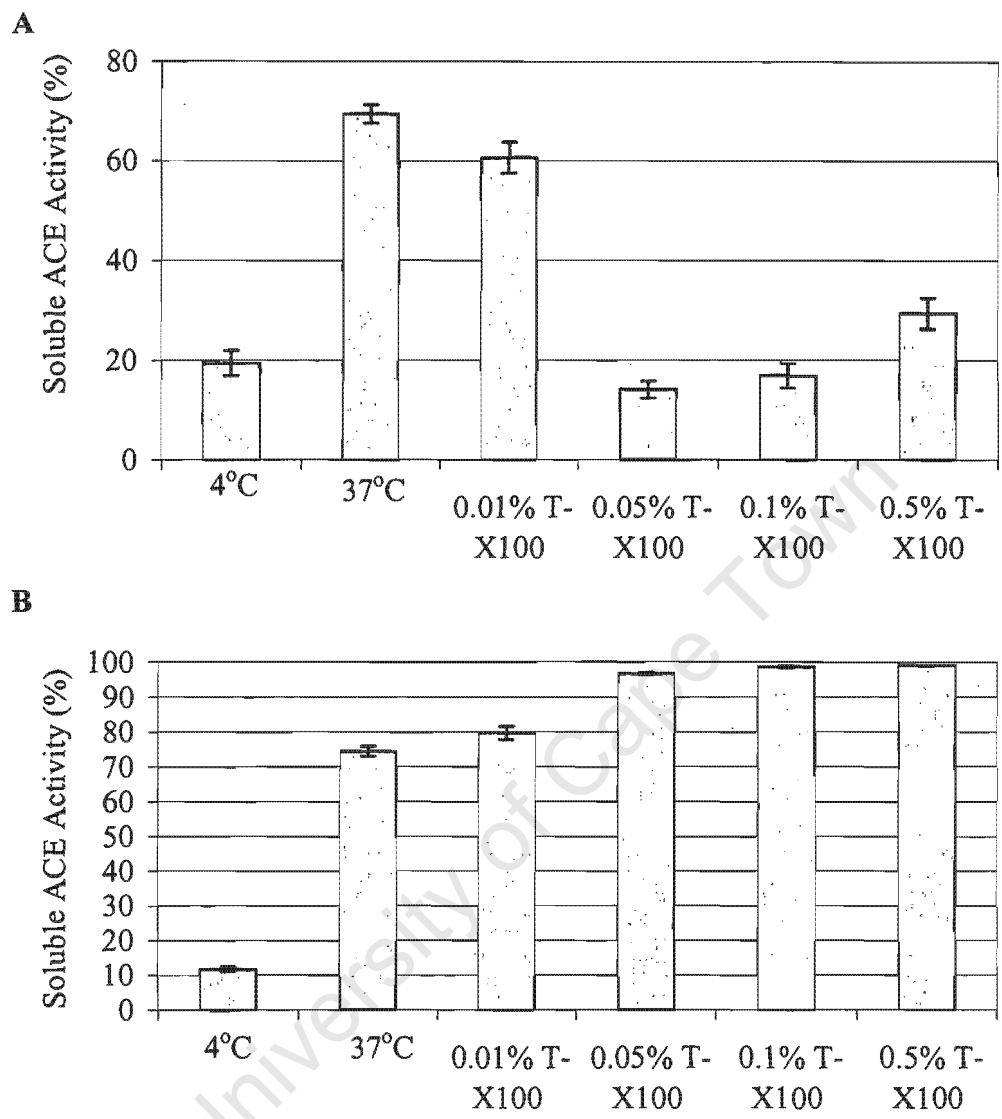 A
Soluble ACE Activity (%)
80
60
40
20
0
4°C
37°C
0.01% T-
X100
0.05% T-
X100
0.1% T-
X100
0.5% T-
X100
B
Soluble ACE Activity (%)
100
90
80
70
60
50
40
30
20
10
0
4°C
37°C
0.01% T-
X100
0.05% T-
X100
0.1% T-
X100
0.5% T-
X100
University of Cape Town